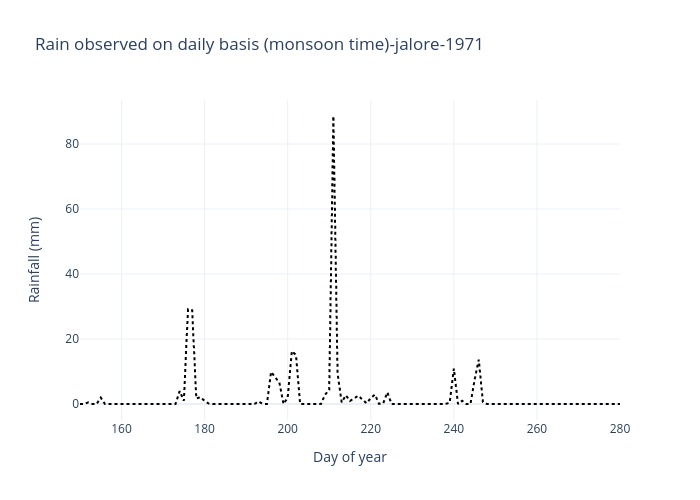 Rain observed on daily basis (monsoon time)-jalore-1971
80
60
40
20
0
Rainfall (mm)
160 180 200 220 240 260 280
Day of year